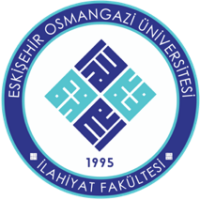 ESKİŞEHİR OSMANGAZİ ÜNİVERSİTESİ
1995
İLAHİYAT FAKÜLTESİ